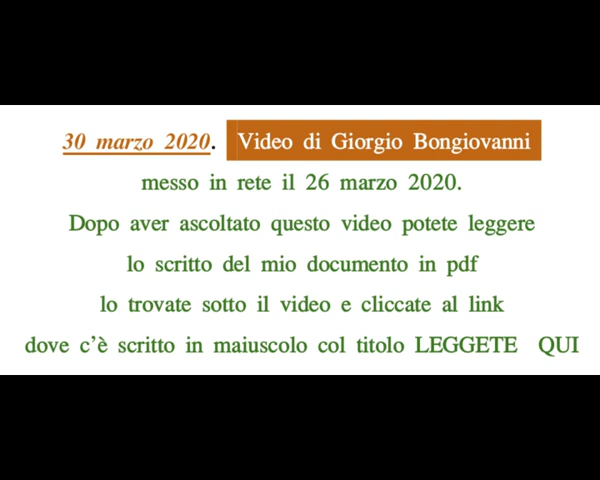 30 marzo 2020. Video di Giorgio Bongiovanni
messo in rete il 26 marzo 2020.
Dopo aver ascoltato questo video potete leggere
lo scritto del mio documento in pdf
lo trovate sotto il video e cliccate al link
dove c’è scritto in maiuscolo col titolo LEGGETE QUI